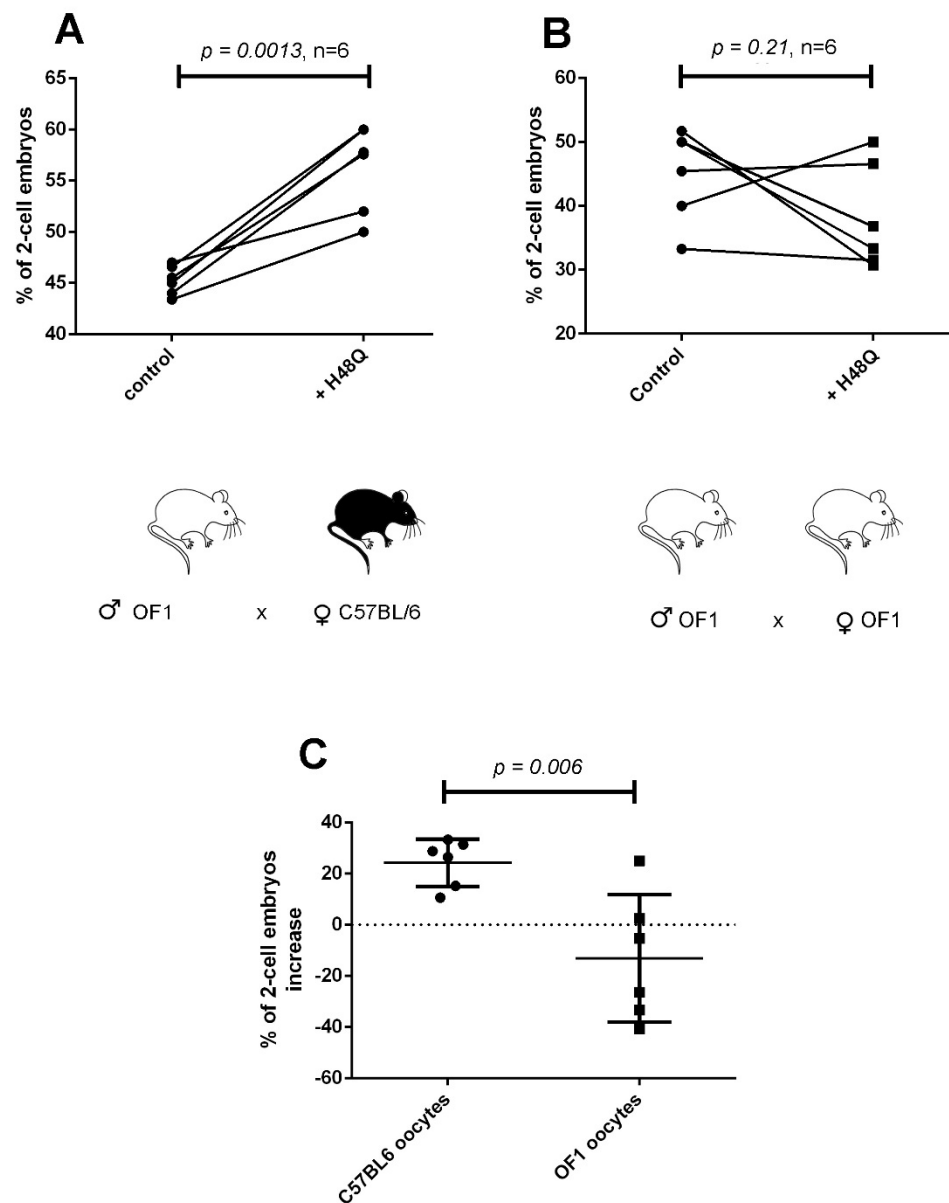 A
p = 0.0013, n=6
% of 2-cell embryos
65
60
55
50
45
40
control
+ H48Q
B
p = 0.21, n=6
% of 2-cell embryos
60
50
40
30
20
Control
+ H48Q
♂ OF1 x ♀ C57BL/6
♂ OF1 x ♀ OF1
C
p = 0.006
% of 2-cell embryos
increase
40
20
0
-20
-40
-60
C57BL6 oocytes
OF1 oocytes